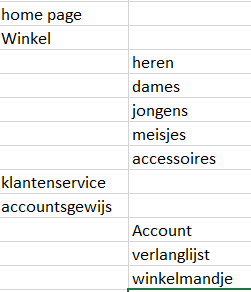 home page
Winkel
heren
dames
jongens
meisjes
accessoires
klantenservice
accountsgewijs
Account
verlanglijst
winkelmandje